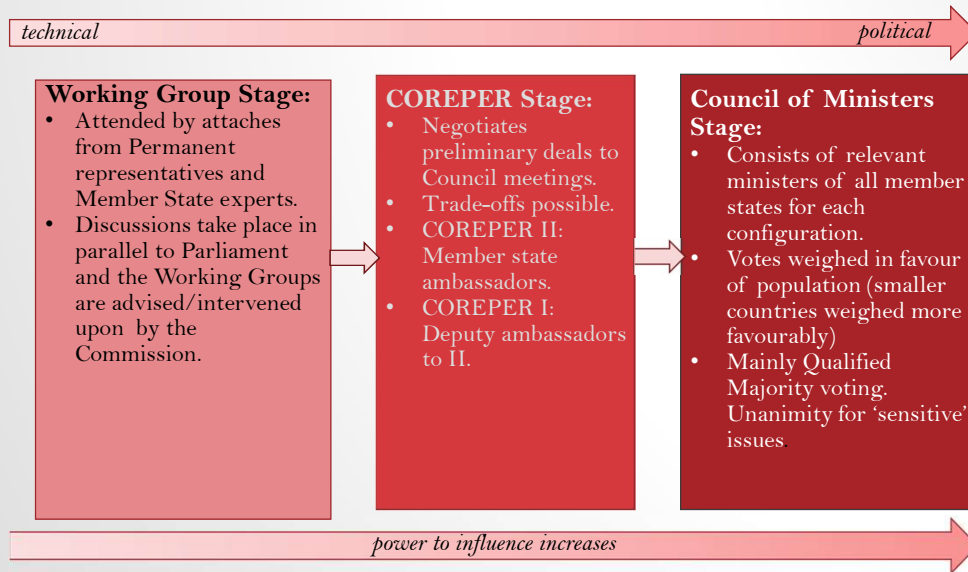 technical
political
Working Group Stage:
• Attended by attaches
from Permanent
representatives and
Member State experts.
• Discussions take place in
parallel to Parliament
and the Working Groups
are advised/intervened
upon by the
Commission.
COREPER Stage:
• Negotiates
preliminary deals to
Council meetings.
• Trade-offs possible.
• COREPER II:
Member state
ambassadors.
• COREPER I:
Deputy ambassadors
to II.
Council of Ministers
Stage:
• Consists of relevant
ministers of all member
states for each
configuration.
• Votes weighed in favour
of population (smaller
countries weighed more
favourably)
• Mainly Qualified
Majority voting.
Unanimity for ‘sensitive’
issues.
power to influence increases